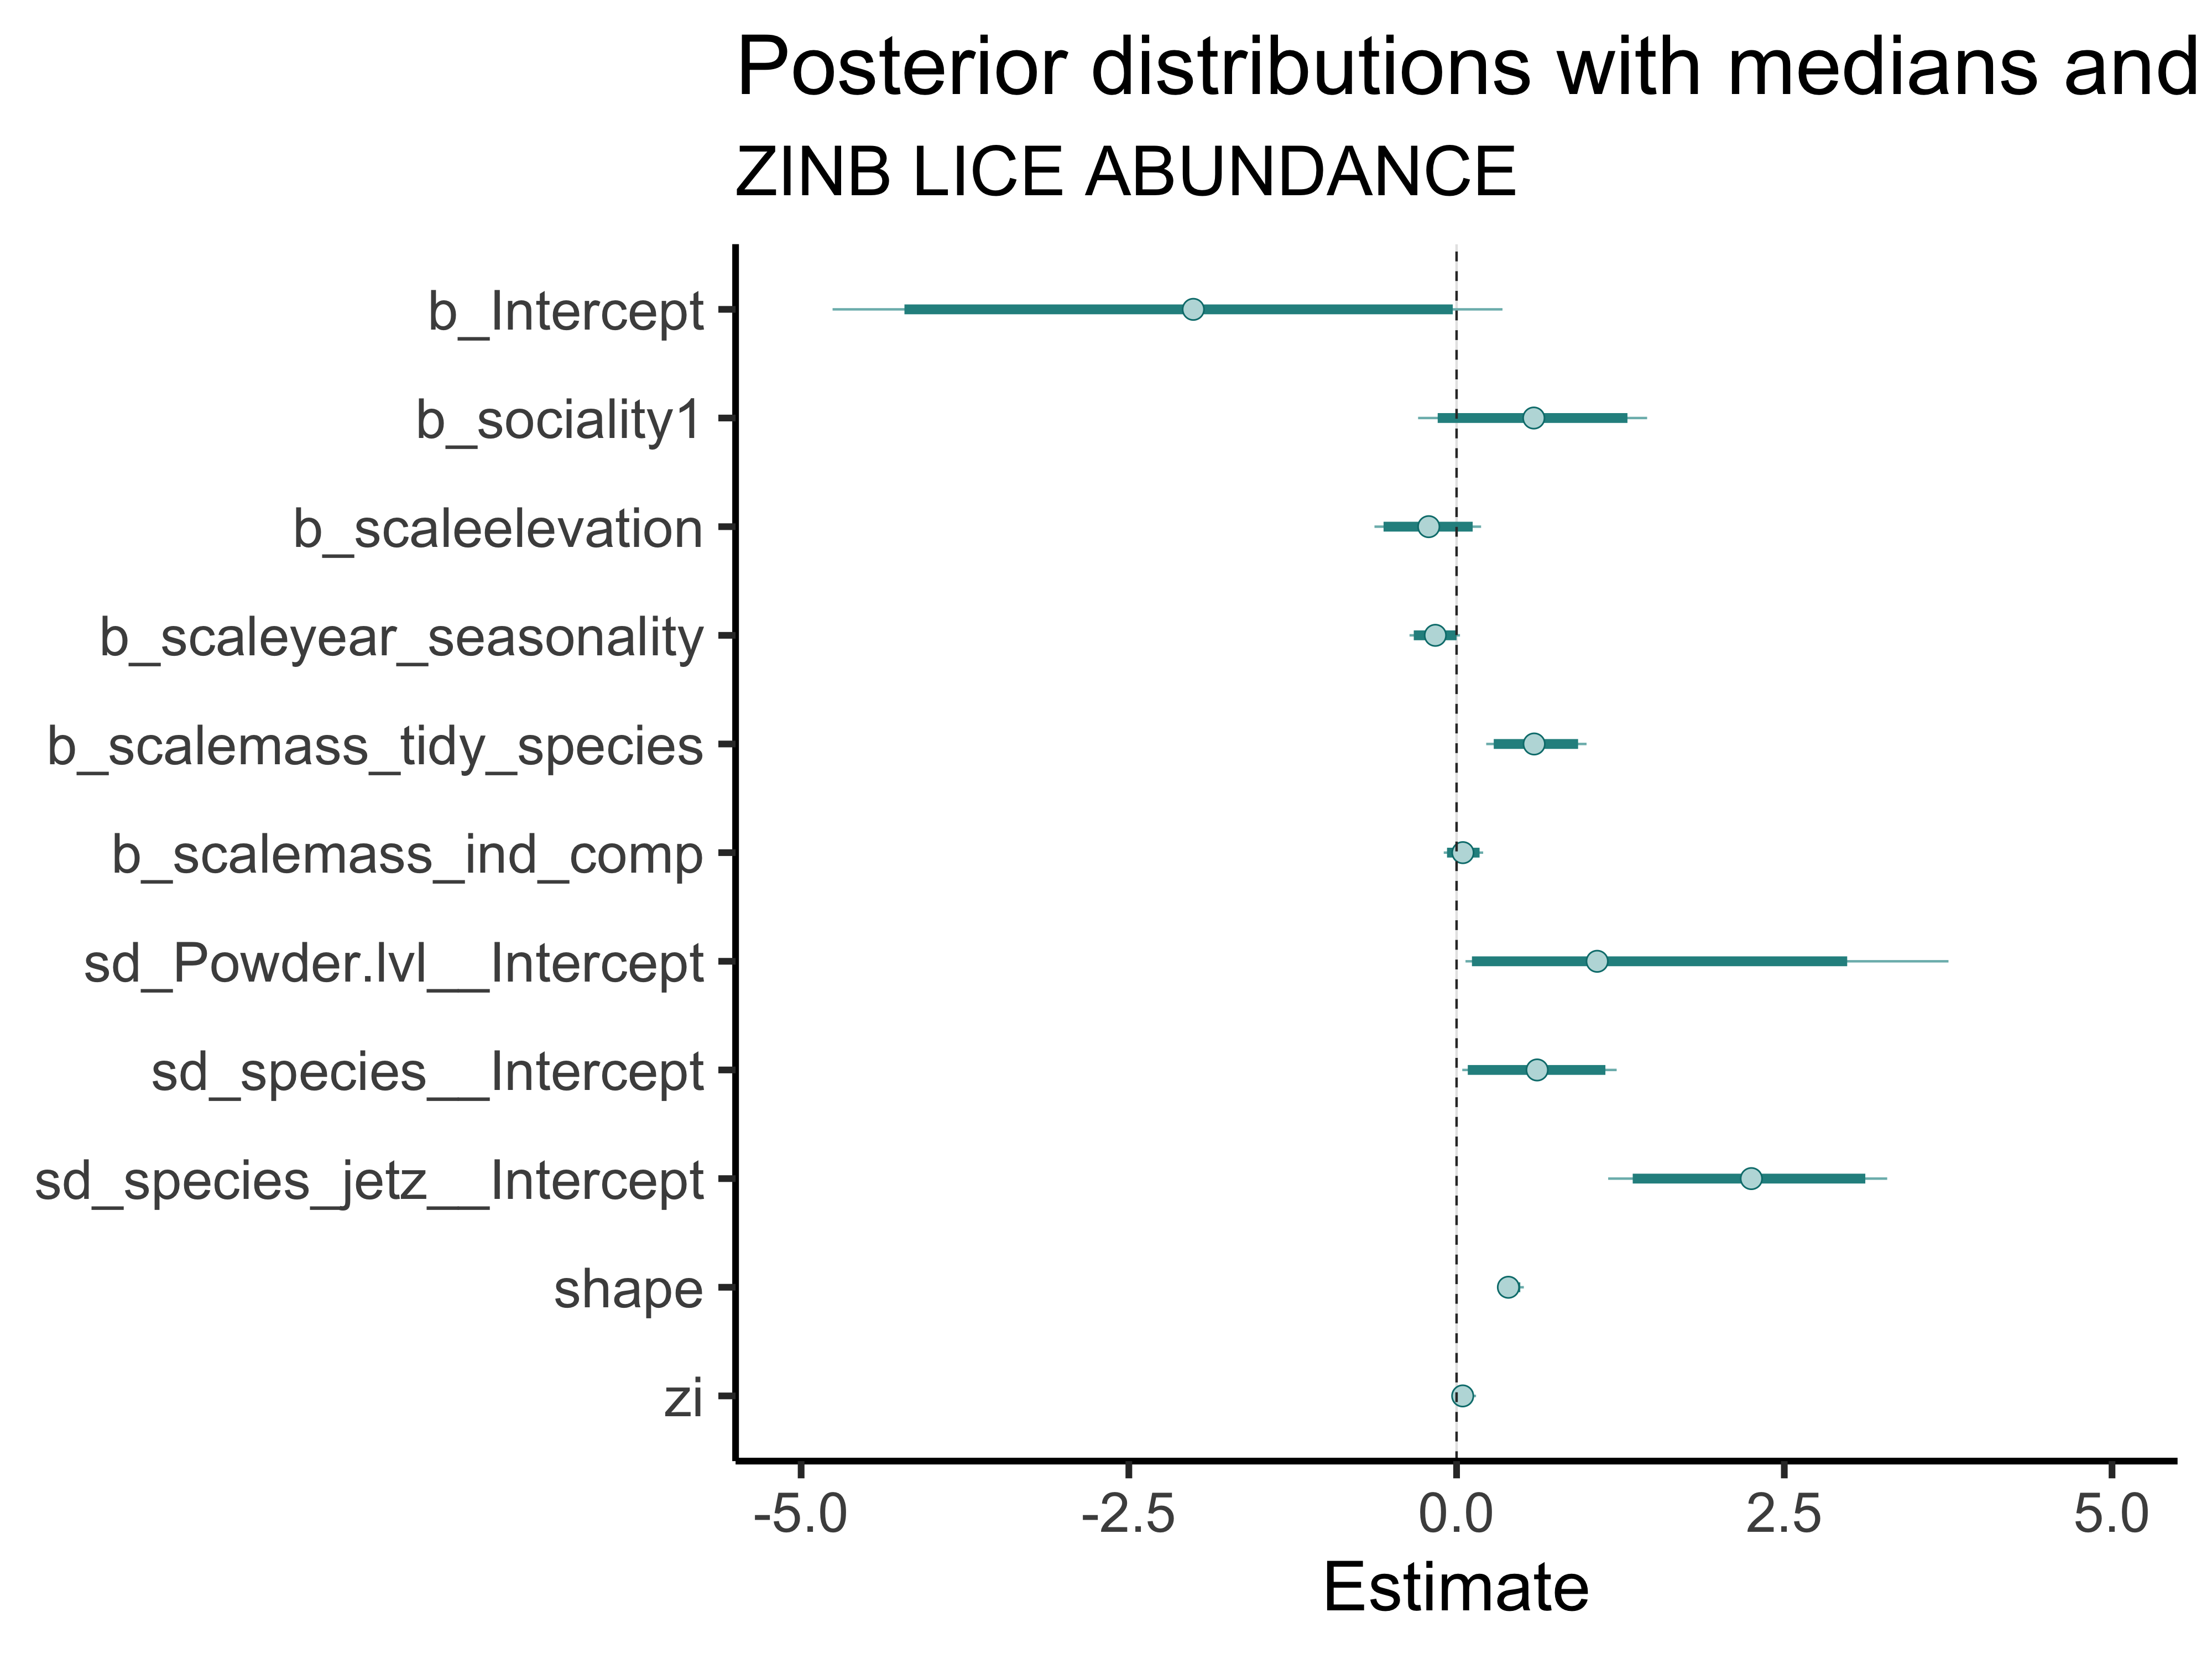 Posterior distributions with medians and
ZINB LICE ABUNDANCE
b_Intercept
b_sociality1
b_scaleelevation
b_scaleyear_seasonality
b_scalemass_tidy_species
b_scalemass_ind_comp
sd_Powder.lvl__Intercept
sd_species__Intercept
sd_species_jetz__Intercept
shape
zi
-5.0 -2.5 0.0 2.5 5.0
Estimate